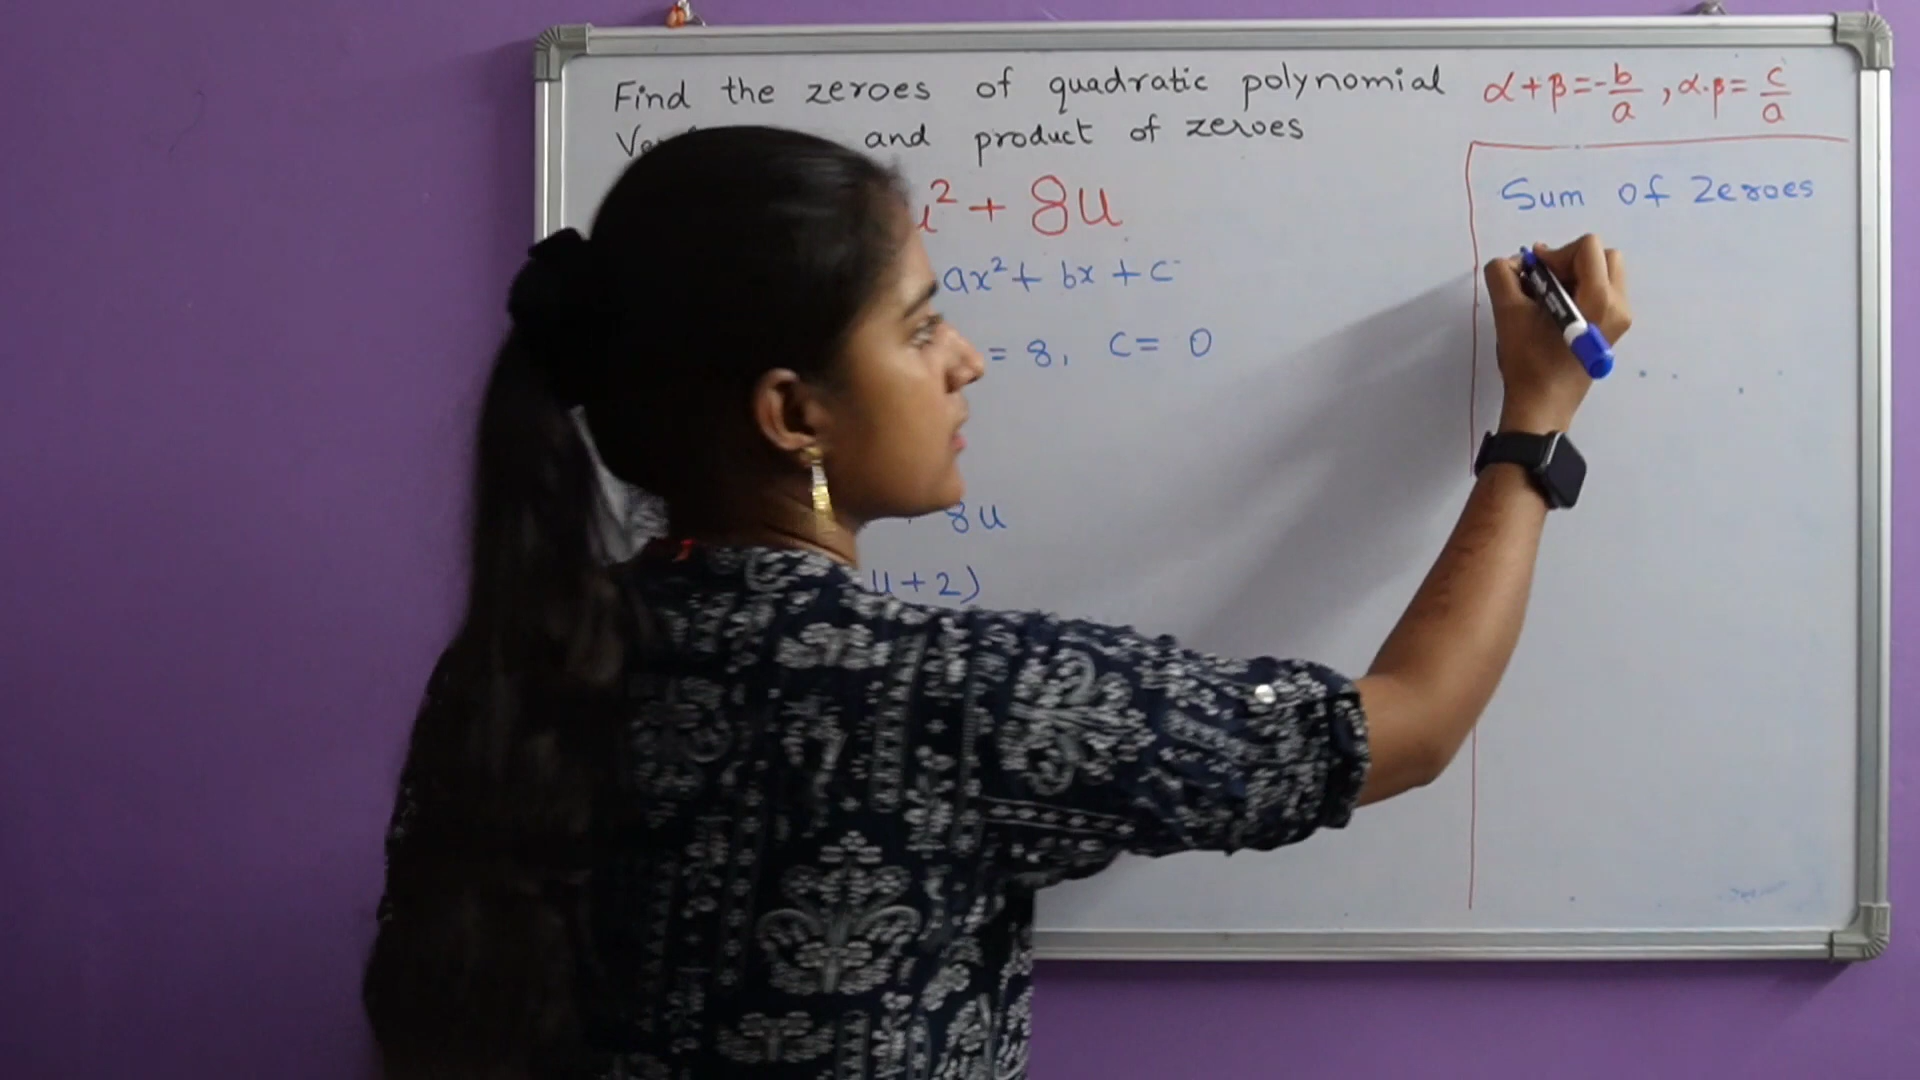 Find the zeroes of quadratic polynomial α+β=-b/a, α.β=c/a
and product of zeroes
u²+ 8u
Sum of Zeroes
ax²+ bx + c
= 8, c= 0
8u
u+2)